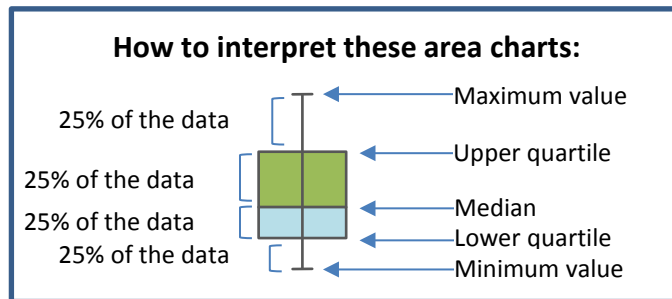 How to interpret these area charts:
Maximum value
25% of the data
Upper quartile
25% of the data
Median
25% of the data
Lower quartile
25% of the data
Minimum value